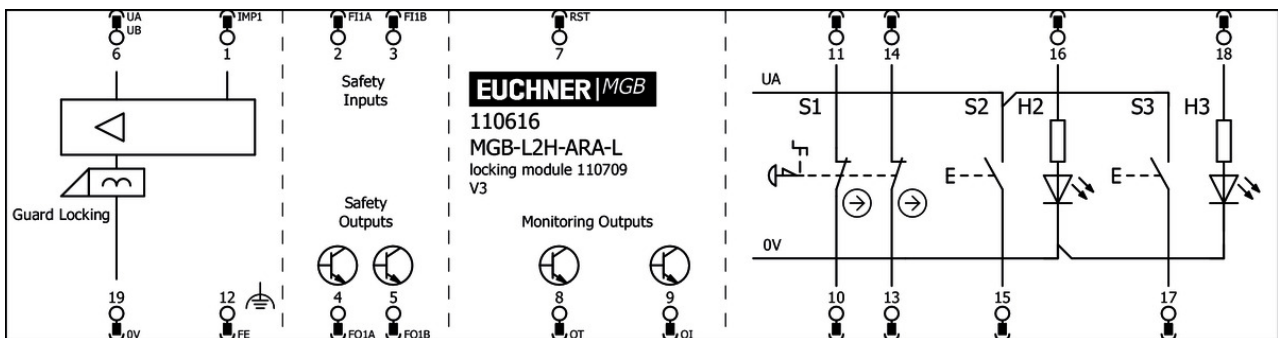 UA
UB
IMP1
FI1A
FI1B
RST
6
1
2
3
7
11
14
16
18
Safety
Inputs
EUCHNER|MGB
110616
MGB-L2H-ARA-L
locking module 110709
V3
UA
S1
S2
H2
S3
H3
E
E
Guard Locking
Safety
Outputs
Monitoring Outputs
0V
19
12
4
5
8
9
10
13
15
17
0V
FE
FO1A
FO1B
OT
OI